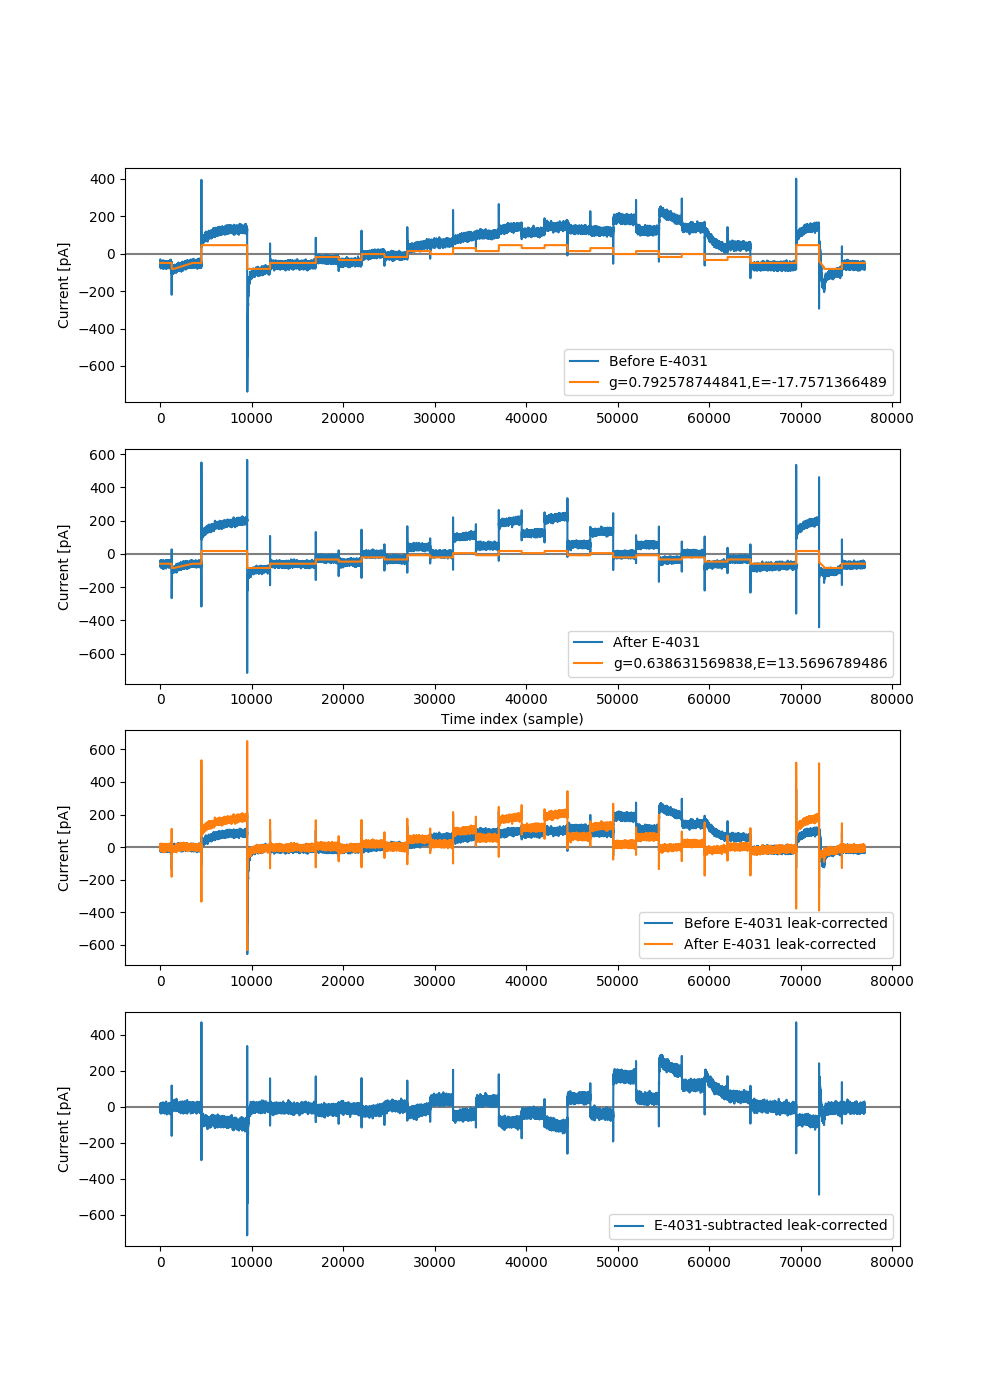 400
200
0
−200
−400
−600
Current [pA]
Before E-4031
g=0.792578744841,E=-17.7571366489
0 10000 20000 30000 40000 50000 60000 70000 80000
600
400
200
0
−200
−400
−600
Current [pA]
After E-4031
g=0.638631569838,E=13.5696789486
0 10000 20000 30000 40000 50000 60000 70000 80000
Time index (sample)
600
400
200
0
−200
−400
−600
Current [pA]
Before E-4031 leak-corrected
After E-4031 leak-corrected
0 10000 20000 30000 40000 50000 60000 70000 80000
400
200
0
−200
−400
−600
Current [pA]
E-4031-subtracted leak-corrected
0 10000 20000 30000 40000 50000 60000 70000 80000